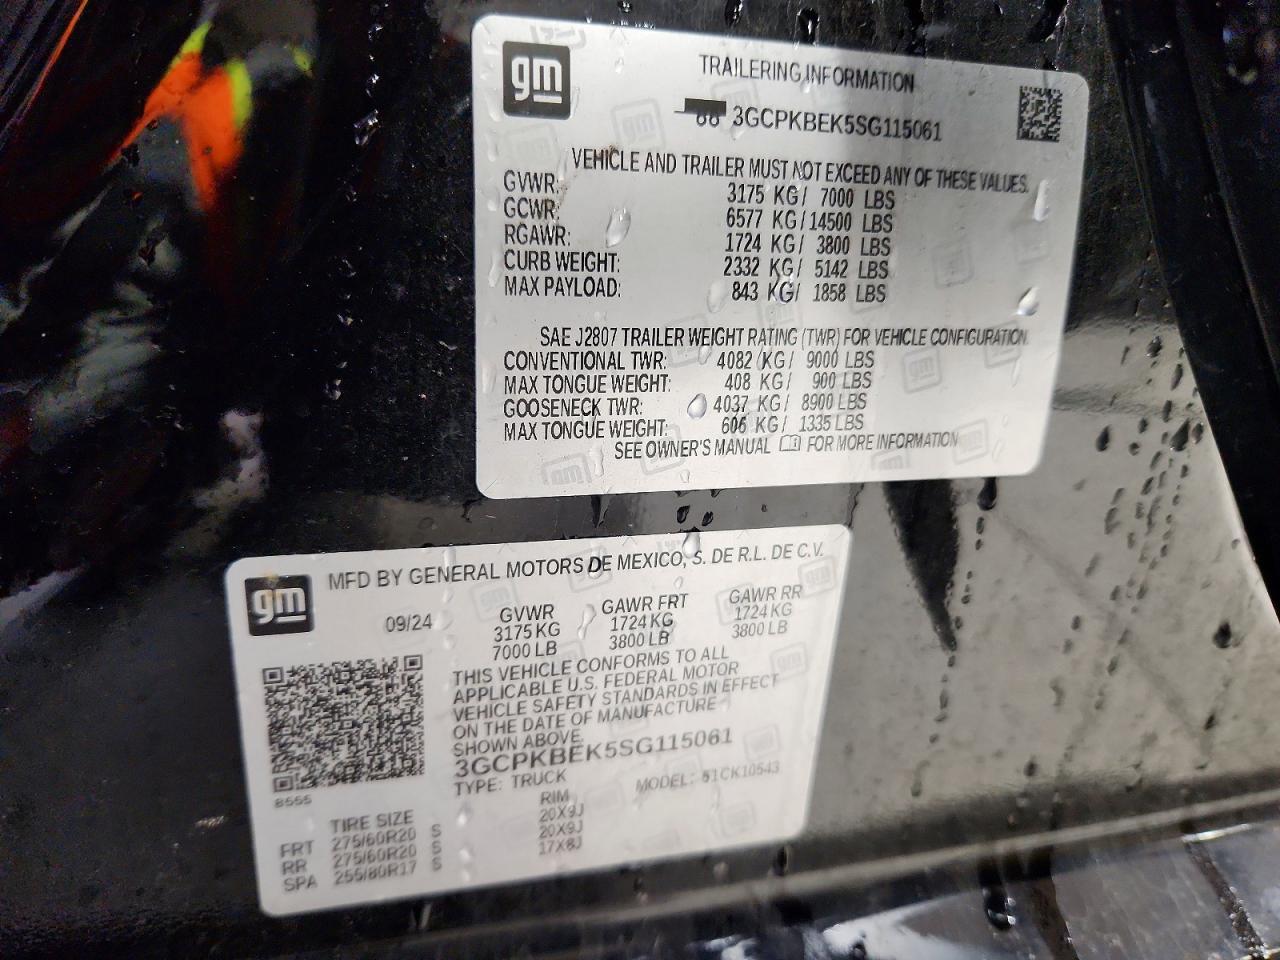 gm
TRAILERING INFORMATION
3GCPKBEK5SG115061
VEHICLE AND TRAILER MUST NOT EXCEED ANY OF THESE VALUES.
GVWR: 3175 KG/ 7000 LBS
GCWR: 6577 KG/14500 LBS
RGAWR: 1724 KG/ 3800 LBS
CURB WEIGHT: 2332 KG/ 5142 LBS
MAX PAYLOAD: 843 KG/ 1858 LBS
SAE J2807 TRAILER WEIGHT RATING (TWR) FOR VEHICLE CONFIGURATION.
CONVENTIONAL TWR: 4082 KG/ 9000 LBS
MAX TONGUE WEIGHT: 408 KG/ 900 LBS
GOOSENECK TWR: 4037 KG/ 8900 LBS
MAX TONGUE WEIGHT: 606 KG/ 1335 LBS
SEE OWNER'S MANUAL FOR MORE INFORMATION
gm
MFD BY GENERAL MOTORS DE MEXICO, S. DE R.L. DE C.V.
09/24 GVWR GAWR FRT GAWR RR
3175 KG 1724 KG 1724 KG
7000 LB 3800 LB 3800 LB
THIS VEHICLE CONFORMS TO ALL
APPLICABLE U.S. FEDERAL MOTOR
VEHICLE SAFETY STANDARDS IN EFFECT
ON THE DATE OF MANUFACTURE
SHOWN ABOVE.
3GCPKBEK5SG115061
TYPE: TRUCK MODEL: 51CK10543
8555
TIRE SIZE RIM
FRT 275/60R20 S 20X9J
RR 275/60R20 S 20X9J
SPA 255/80R17 S 17X8J